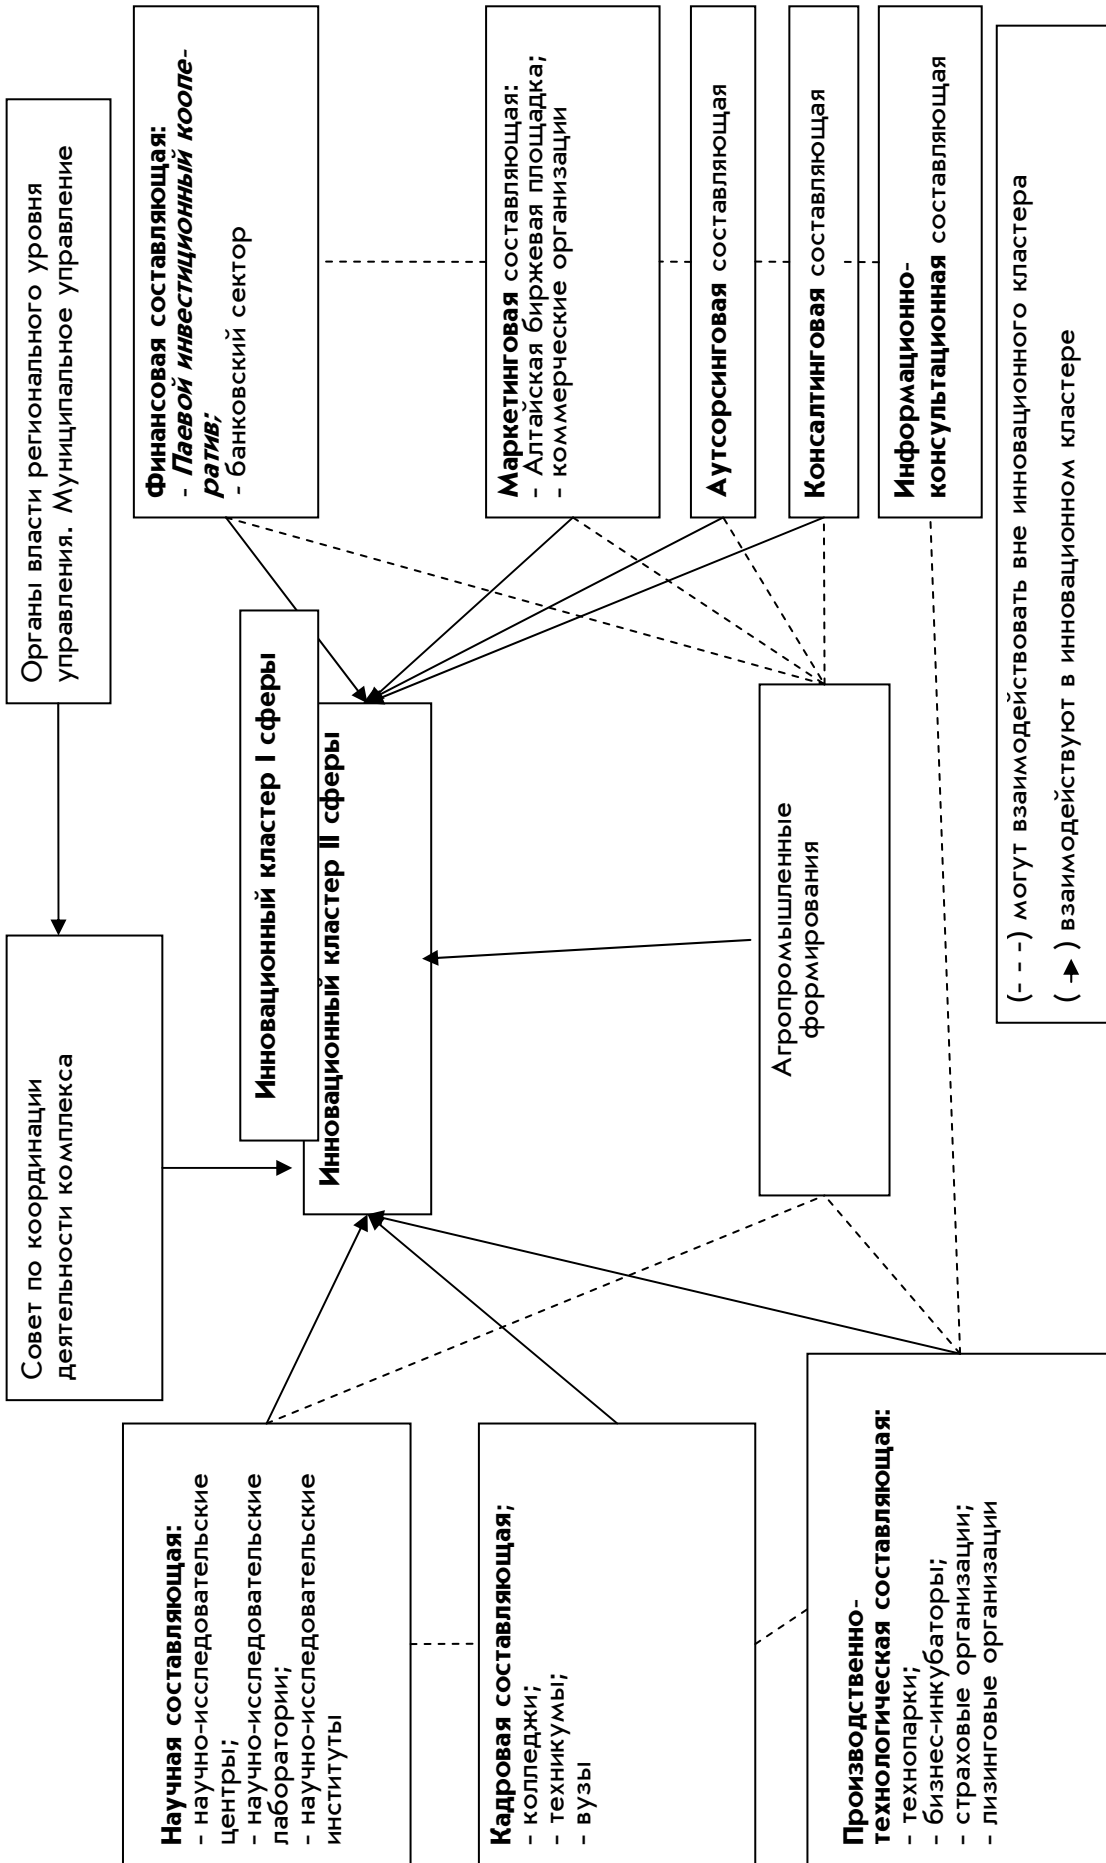 Органы власти регионального уровня
управления. Муниципальное управление
Совет по координации
деятельности комплекса
Научная составляющая:
- научно-исследовательские
центры;
- научно-исследовательские
лаборатории;
- научно-исследовательские
институты
Кадровая составляющая;
- колледжи;
- техникумы;
- вузы
Производственно-
технологическая составляющая:
- технопарки;
- бизнес-инкубаторы;
- страховые организации;
- лизинговые организации
Инновационный кластер I сферы
Инновационный кластер II сферы
Агропромышленные
формирования
Финансовая составляющая:
- Паевой инвестиционный коопе-
ратив;
- банковский сектор
Маркетинговая составляющая:
- Алтайская биржевая площадка;
- коммерческие организации
Аутсорсинговая составляющая
Консалтинговая составляющая
Информационно-
консультационная составляющая
(- - -) могут взаимодействовать вне инновационного кластера
(→) взаимодействуют в инновационном кластере